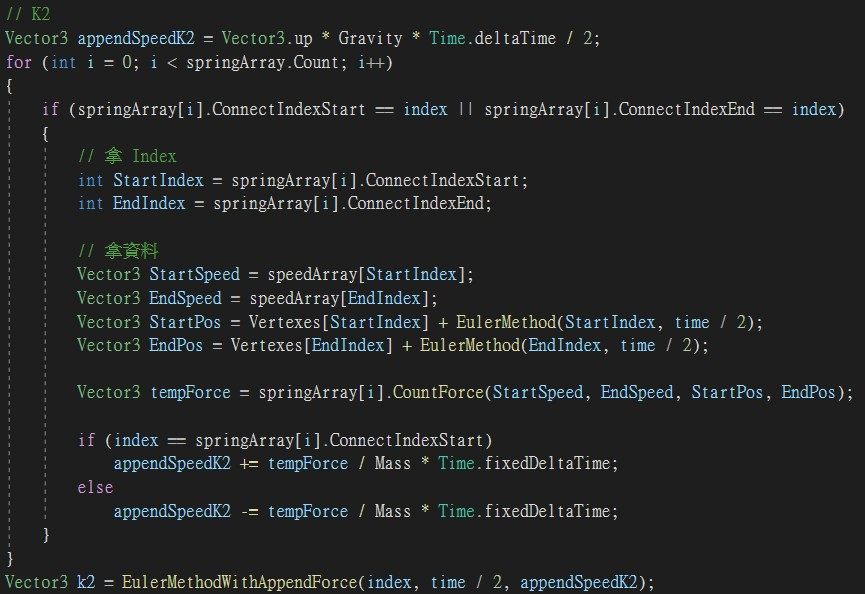 // K2
Vector3 appendSpeedK2 = Vector3.up * Gravity * Time.deltaTime / 2;
for (int i = 0; i < springArray.Count; i++)
{
if (springArray[i].ConnectIndexStart == index || springArray[i].ConnectIndexEnd == index)
{
// 拿 Index
int StartIndex = springArray[i].ConnectIndexStart;
int EndIndex = springArray[i].ConnectIndexEnd;
// 拿資料
Vector3 StartSpeed = speedArray[StartIndex];
Vector3 EndSpeed = speedArray[EndIndex];
Vector3 StartPos = Vertexes[StartIndex] + EulerMethod(StartIndex, time / 2);
Vector3 EndPos = Vertexes[EndIndex] + EulerMethod(EndIndex, time / 2);
Vector3 tempForce = springArray[i].CountForce(StartSpeed, EndSpeed, StartPos, EndPos);
if (index == springArray[i].ConnectIndexStart)
appendSpeedK2 += tempForce / Mass * Time.fixedDeltaTime;
else
appendSpeedK2 -= tempForce / Mass * Time.fixedDeltaTime;
}
}
Vector3 k2 = EulerMethodWithAppendForce(index, time / 2, appendSpeedK2);